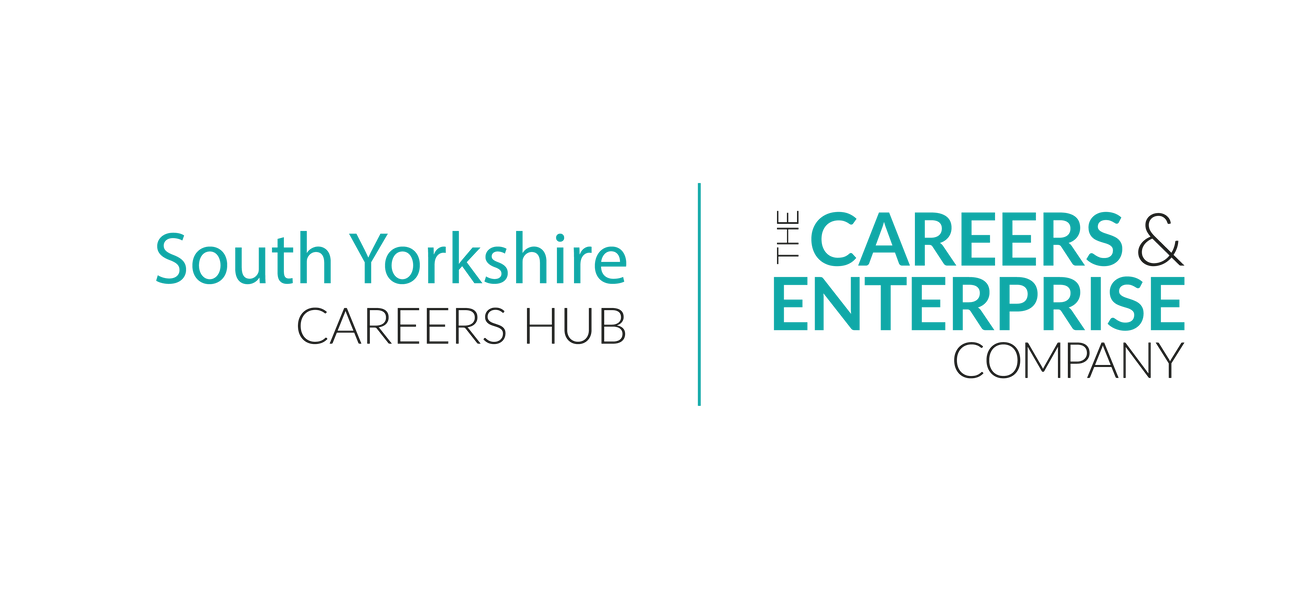 South Yorkshire
CAREERS HUB
THE CAREERS &
ENTERPRISE
COMPANY